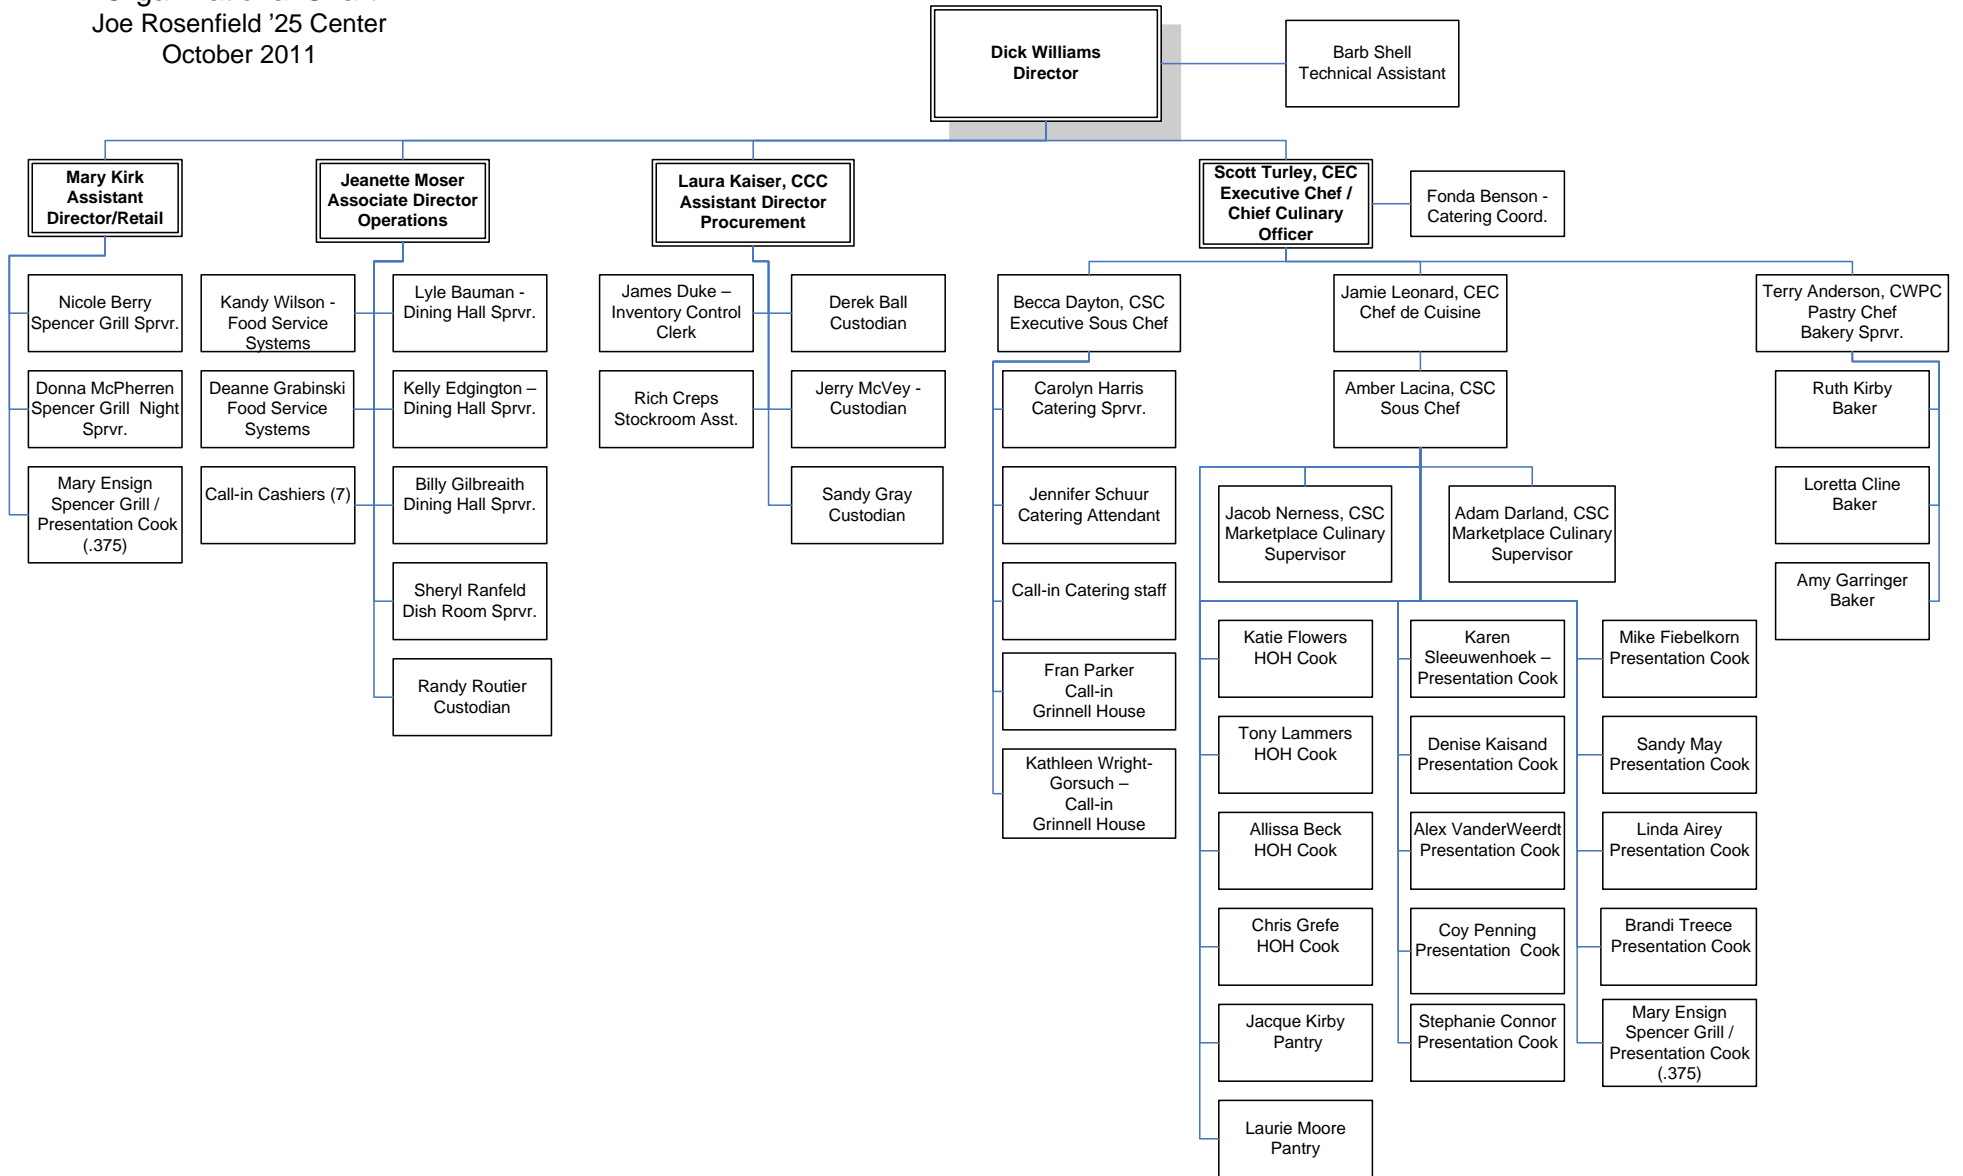 Joe Rosenfield '25 Center
October 2011
Dick Williams
Director
Barb Shell
Technical Assistant
Mary Kirk
Assistant
Director/Retail
Jeanette Moser
Associate Director
Operations
Laura Kaiser, CCC
Assistant Director
Procurement
Scott Turley, CEC
Executive Chef /
Chief Culinary
Officer
Fonda Benson -
Catering Coord.
Nicole Berry
Spencer Grill Sprvr.
Donna McPherren
Spencer Grill  Night
Sprvr.
Mary Ensign
Spencer Grill /
Presentation Cook
(.375)
Kandy Wilson -
Food Service
Systems
Deanne Grabinski
Food Service
Systems
Call-in Cashiers (7)
Lyle Bauman -
Dining Hall Sprvr.
Kelly Edgington –
Dining Hall Sprvr.
Billy Gilbreaith
Dining Hall Sprvr.
Sheryl Ranfeld
Dish Room Sprvr.
Randy Routier
Custodian
James Duke –
Inventory Control
Clerk
Rich Creps
Stockroom Asst.
Derek Ball
Custodian
Jerry McVey -
Custodian
Sandy Gray
Custodian
Becca Dayton, CSC
Executive Sous Chef
Carolyn Harris
Catering Sprvr.
Jennifer Schuur
Catering Attendant
Call-in Catering staff
Fran Parker
Call-in
Grinnell House
Kathleen Wright-
Gorsuch –
Call-in
Grinnell House
Jamie Leonard, CEC
Chef de Cuisine
Amber Lacina, CSC
Sous Chef
Jacob Nerness, CSC
Marketplace Culinary
Supervisor
Adam Darland, CSC
Marketplace Culinary
Supervisor
Katie Flowers
HOH Cook
Tony Lammers
HOH Cook
Allissa Beck
HOH Cook
Chris Grefe
HOH Cook
Jacque Kirby
Pantry
Laurie Moore
Pantry
Karen
Sleeuwenhoek –
Presentation Cook
Denise Kaisand
Presentation Cook
Alex VanderWeerdt
Presentation Cook
Coy Penning
Presentation  Cook
Stephanie Connor
Presentation Cook
Mike Fiebelkorn
Presentation Cook
Sandy May
Presentation Cook
Linda Airey
Presentation Cook
Brandi Treece
Presentation Cook
Mary Ensign
Spencer Grill /
Presentation Cook
(.375)
Terry Anderson, CWPC
Pastry Chef
Bakery Sprvr.
Ruth Kirby
Baker
Loretta Cline
Baker
Amy Garringer
Baker